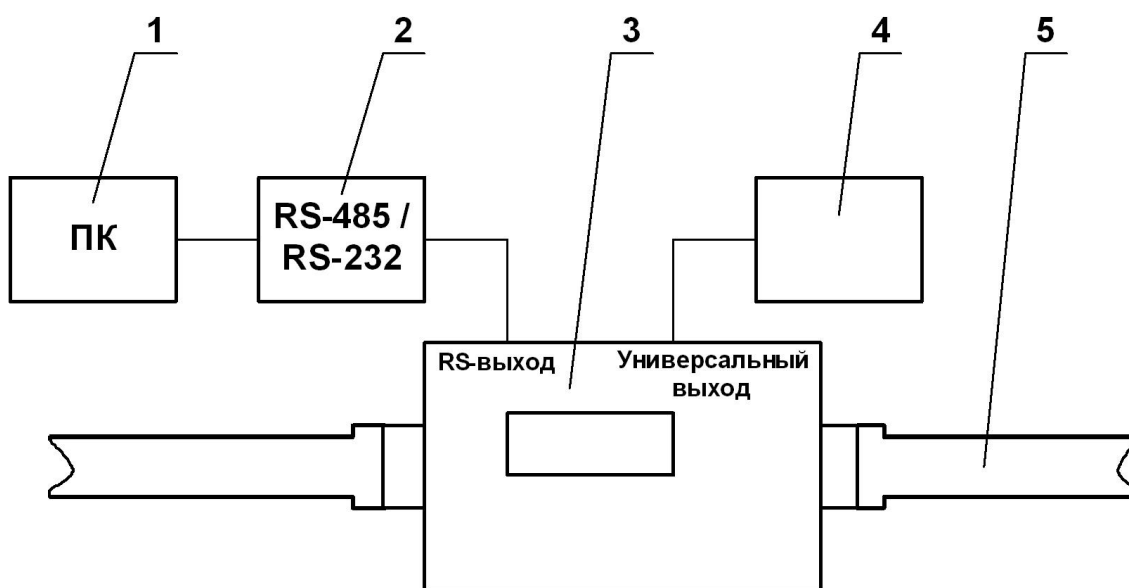 1
2
3
4
5
ПК
RS-485 /
RS-232
RS-выход
Универсальный
выход